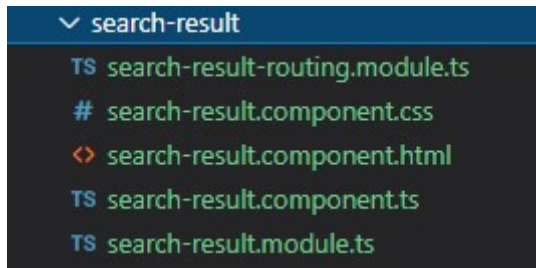 search-result
TS search-result-routing.module.ts
# search-result.component.css
<> search-result.component.html
TS search-result.component.ts
TS search-result.module.ts